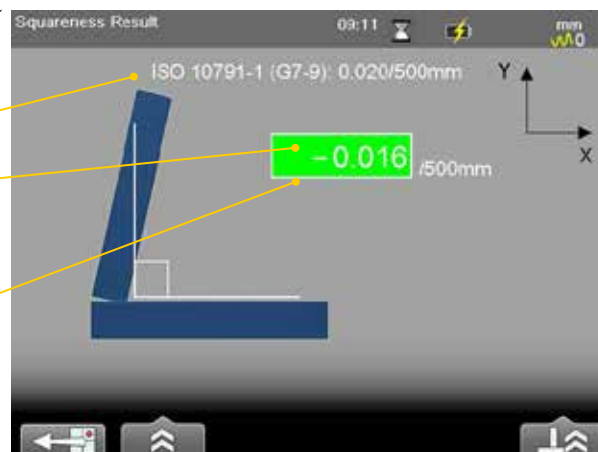 Squareness Result
09:11
mm
0
ISO 10791-1 (G7-9): 0.020/500mm
Y
X
-0.016 /500mm